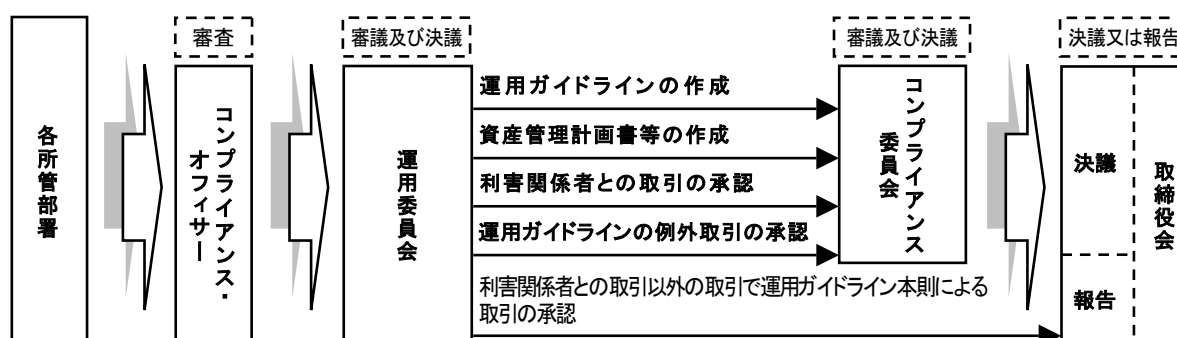 審査
審議及び決議
審議及び決議
決議又は報告
各所管部署
コンプライアンス・
オフィサー
運用委員会
運用ガイドラインの作成
資産管理計画書等の作成
利害関係者との取引の承認
運用ガイドラインの例外取引の承認
利害関係者との取引以外の取引で運用ガイドライン本則による
取引の承認
コンプライアンス
委員会
決議
報告
取締役会